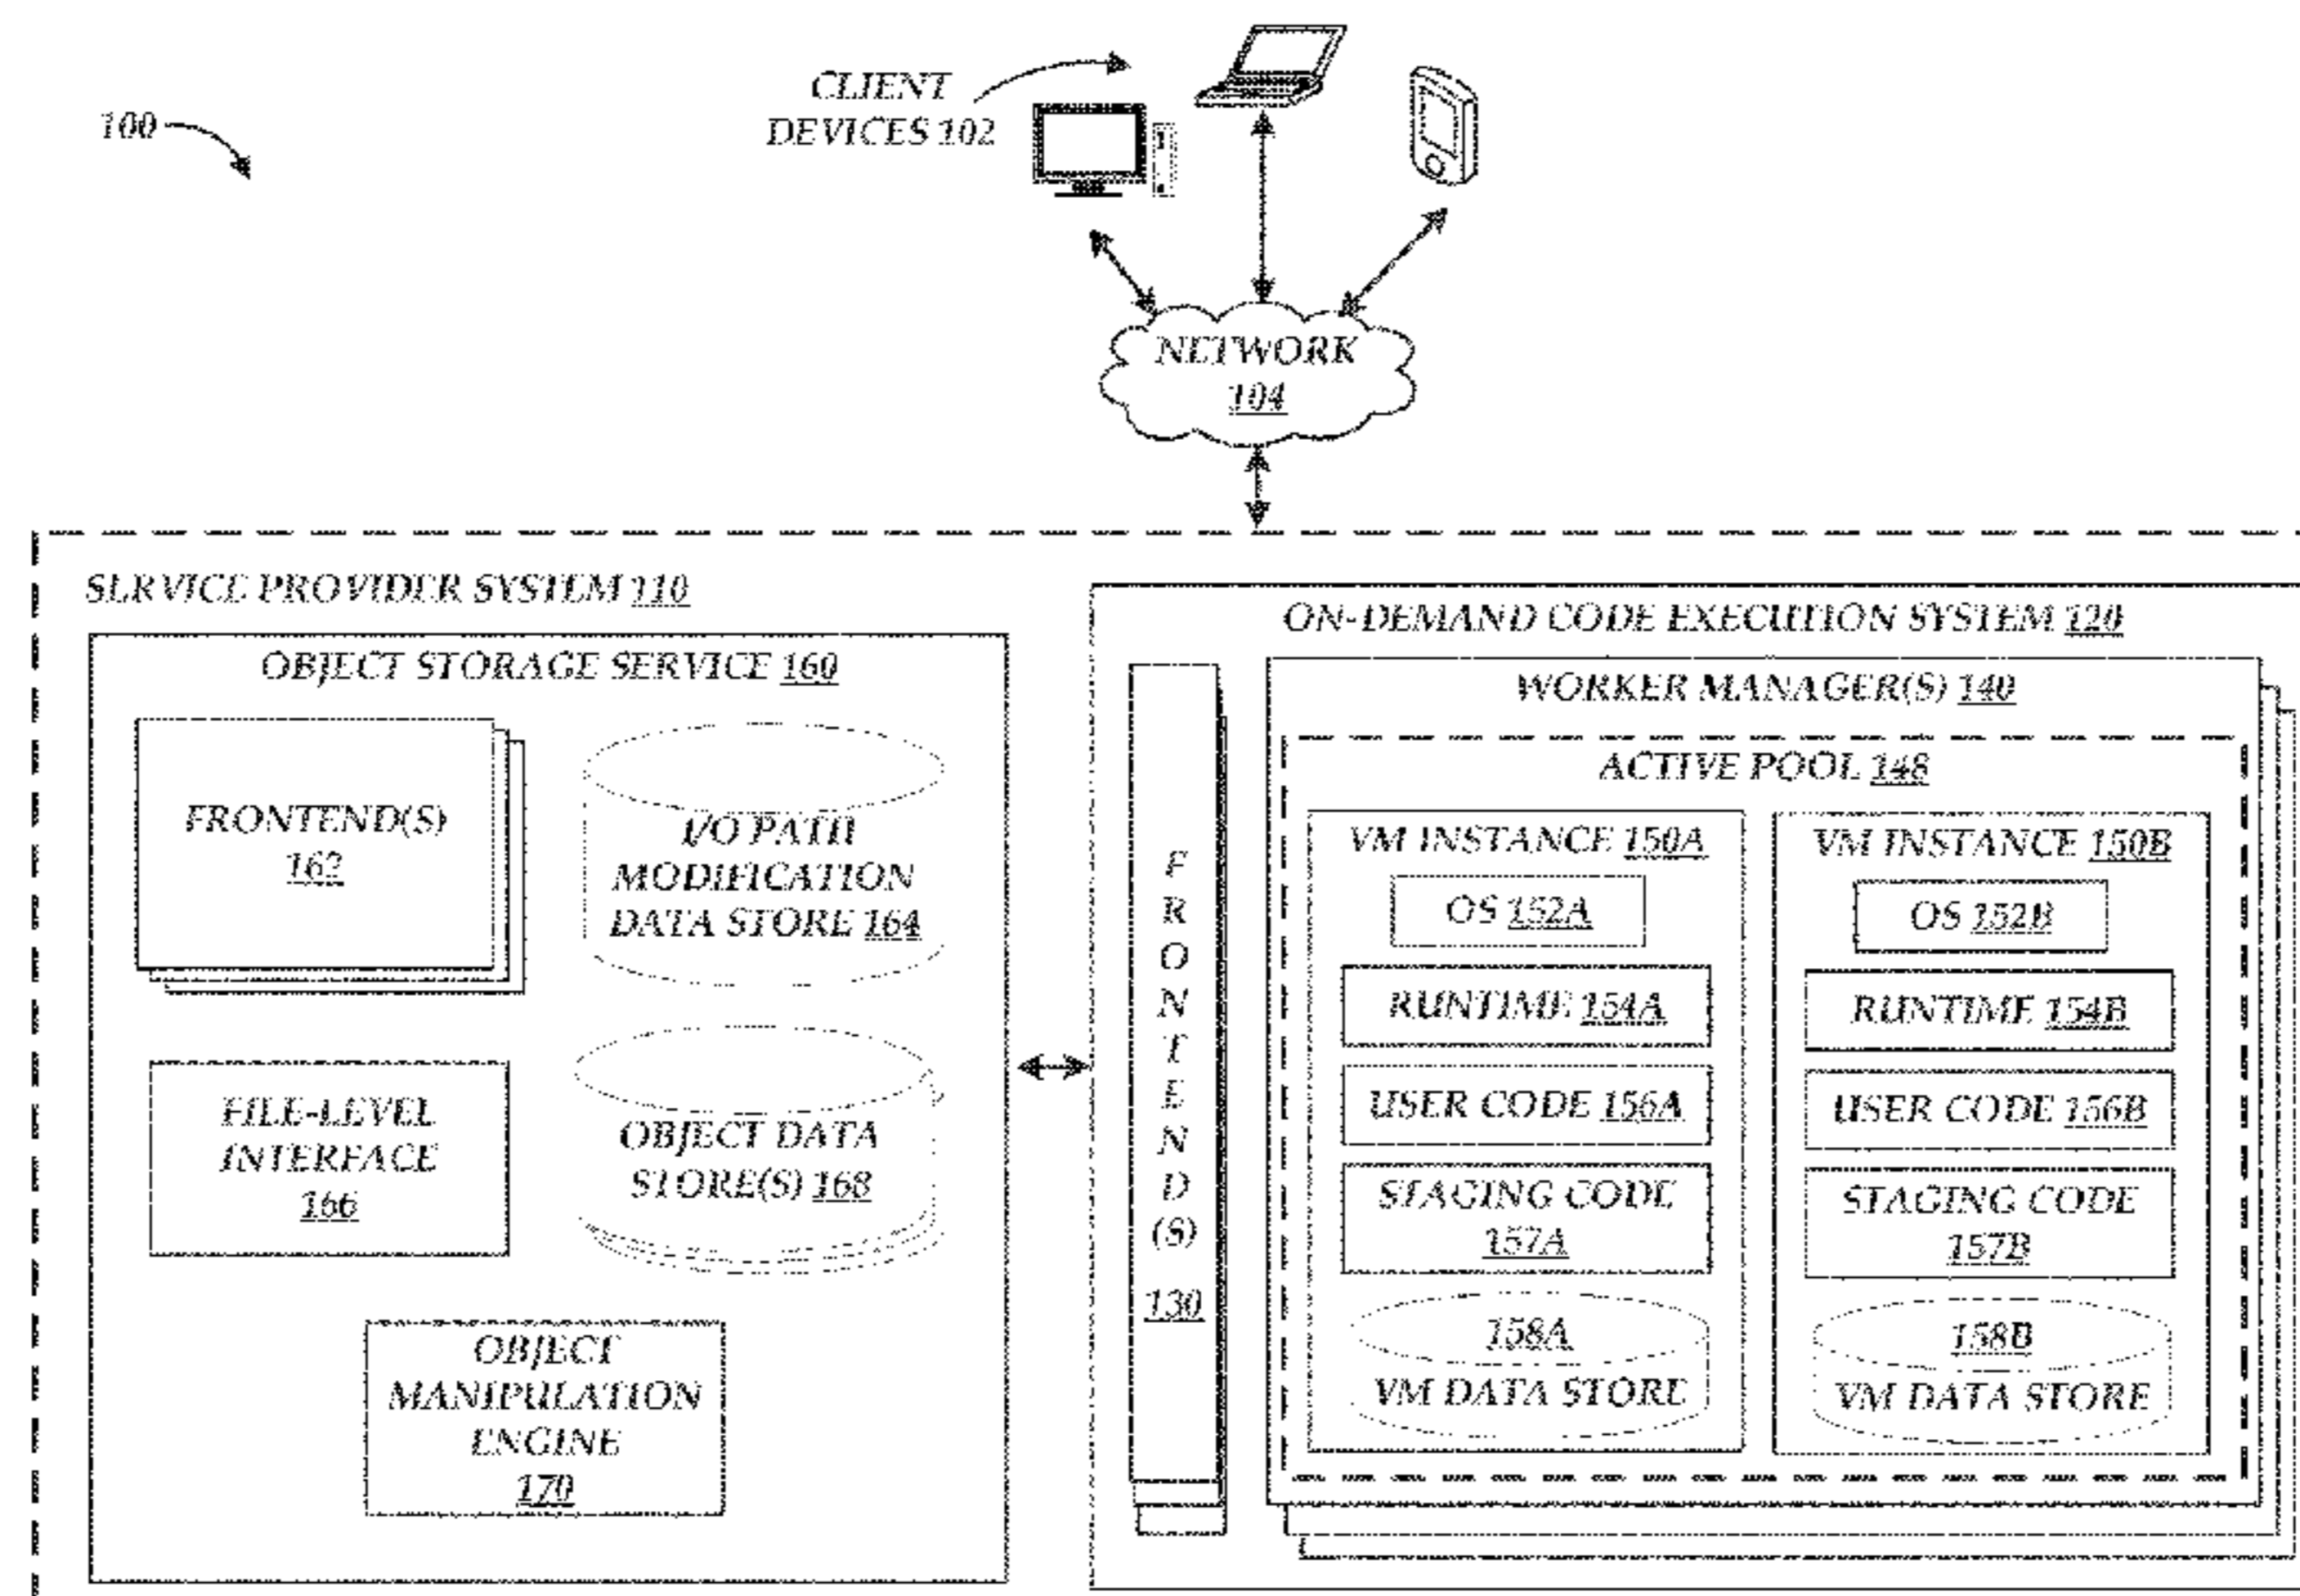 100
CLIENT
DEVICES 102
NETWORK
104
SERVICE PROVIDER SYSTEM 110
OBJECT STORAGE SERVICE 160
FRONTEND(S)
162
I/O PATH
MODIFICATION
DATA STORE 164
FILE-LEVEL
INTERFACE
166
OBJECT DATA
STORE(S) 168
OBJECT
MANIPULATION
ENGINE
170
ON-DEMAND CODE EXECUTION SYSTEM 120
F
R
O
N
T
E
N
D
(S)
130
WORKER MANAGER(S) 140
ACTIVE POOL 148
VM INSTANCE 150A
OS 152A
RUNTIME 154A
USER CODE 156A
STAGING CODE
157A
158A
VM DATA STORE
VM INSTANCE 150B
OS 152B
RUNTIME 154B
USER CODE 156B
STAGING CODE
157B
158B
VM DATA STORE